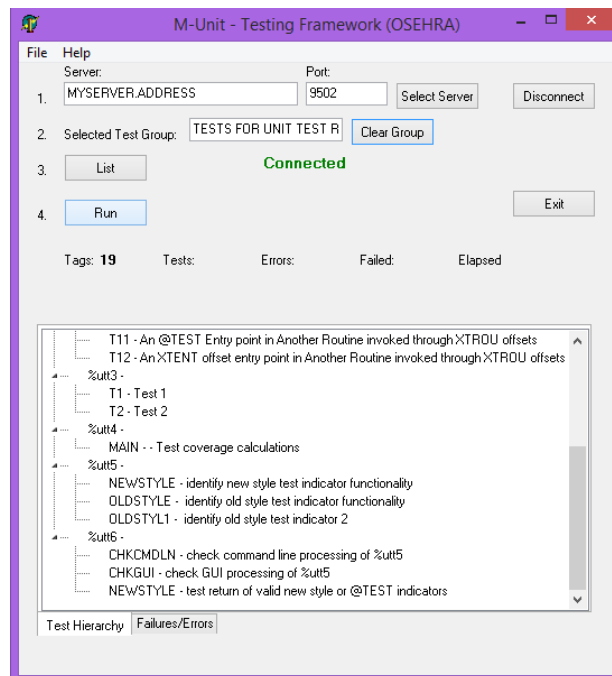 M-Unit - Testing Framework (OSEHRA)
File Help
Server: Port:
1. MYSERVER.ADDRESS 9502 Select Server Disconnect
2. Selected Test Group: TESTS FOR UNIT TEST R Clear Group
3. List Connected
Exit
4. Run
Tags: 19 Tests: Errors: Failed: Elapsed
T11 - An @TEST Entry point in Another Routine invoked through XTROU offsets
T12 - An XTENT offset entry point in Another Routine invoked through XTROU offsets
%utt3 -
T1 - Test 1
T2 - Test 2
%utt4 -
MAIN - - Test coverage calculations
%utt5 -
NEWSTYLE - identify new style test indicator functionality
OLDSTYLE - identify old style test indicator functionality
OLDSTYL1 - identify old style test indicator 2
%utt6 -
CHKCMDLN - check command line processing of %utt5
CHKGUI - check GUI processing of %utt5
NEWSTYLE - test return of valid new style or @TEST indicators
Test Hierarchy Failures/Errors